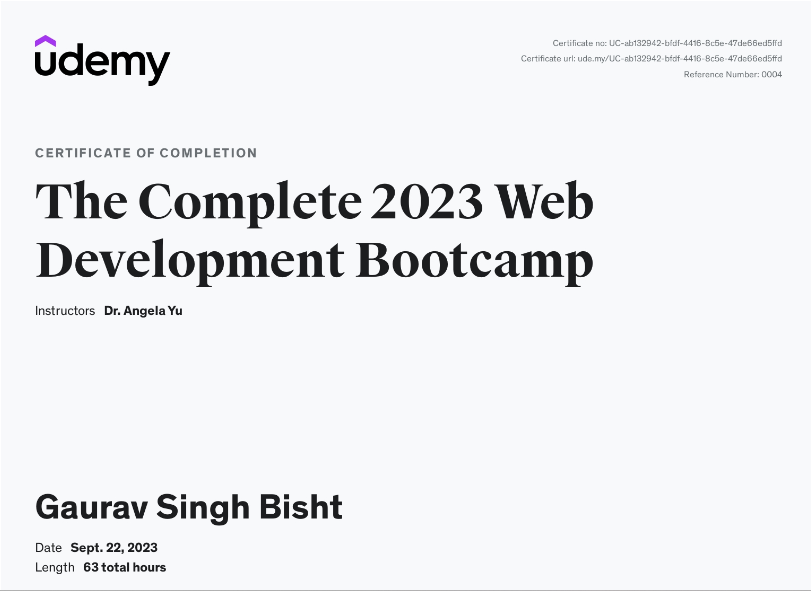 udemy
Certificate no: UC-ab132942-bfdf-4416-8c5e-47de66ed5ffd
Certificate url: ude.my/UC-ab132942-bfdf-4416-8c5e-47de66ed5ffd
Reference Number: 0004
CERTIFICATE OF COMPLETION
The Complete 2023 Web
Development Bootcamp
Instructors Dr. Angela Yu
Gaurav Singh Bisht
Date Sept. 22, 2023
Length 63 total hours